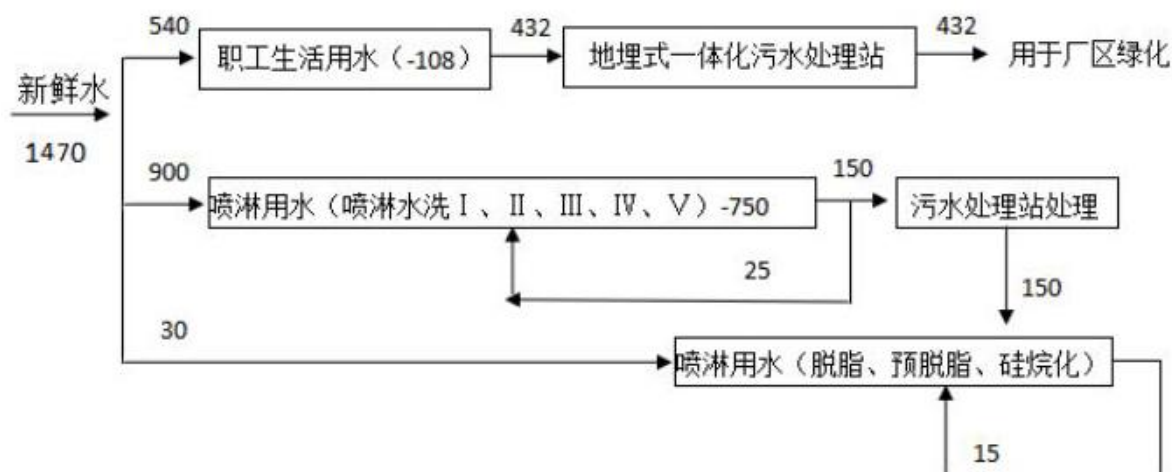 540
职工生活用水（-108）
432
地埋式一体化污水处理站
432
用于厂区绿化
新鲜水
1470
900
喷淋用水（喷淋水洗Ⅰ、Ⅱ、Ⅲ、Ⅳ、Ⅴ）-750
150
污水处理站处理
25
150
30
喷淋用水（脱脂、预脱脂、硅烷化）
15